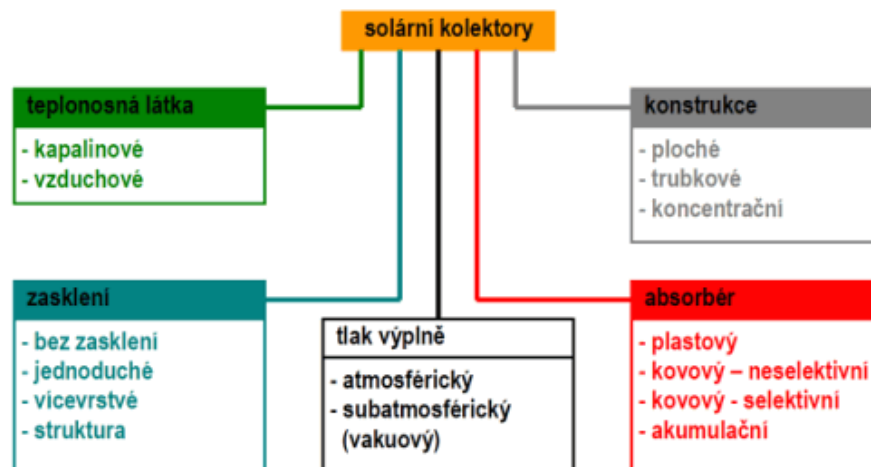 solární kolektory
teplonosná látka
- kapalinové
- vzduchové
konstrukce
- ploché
- trubkové
- koncentrační
zasklení
- bez zasklení
- jednoduché
- vícevrstvé
- struktura
tlak výplně
- atmosférický
- subatmosférický
(vakuový)
absorbér
- plastový
- kovový – neselektivní
- kovový - selektivní
- akumulační